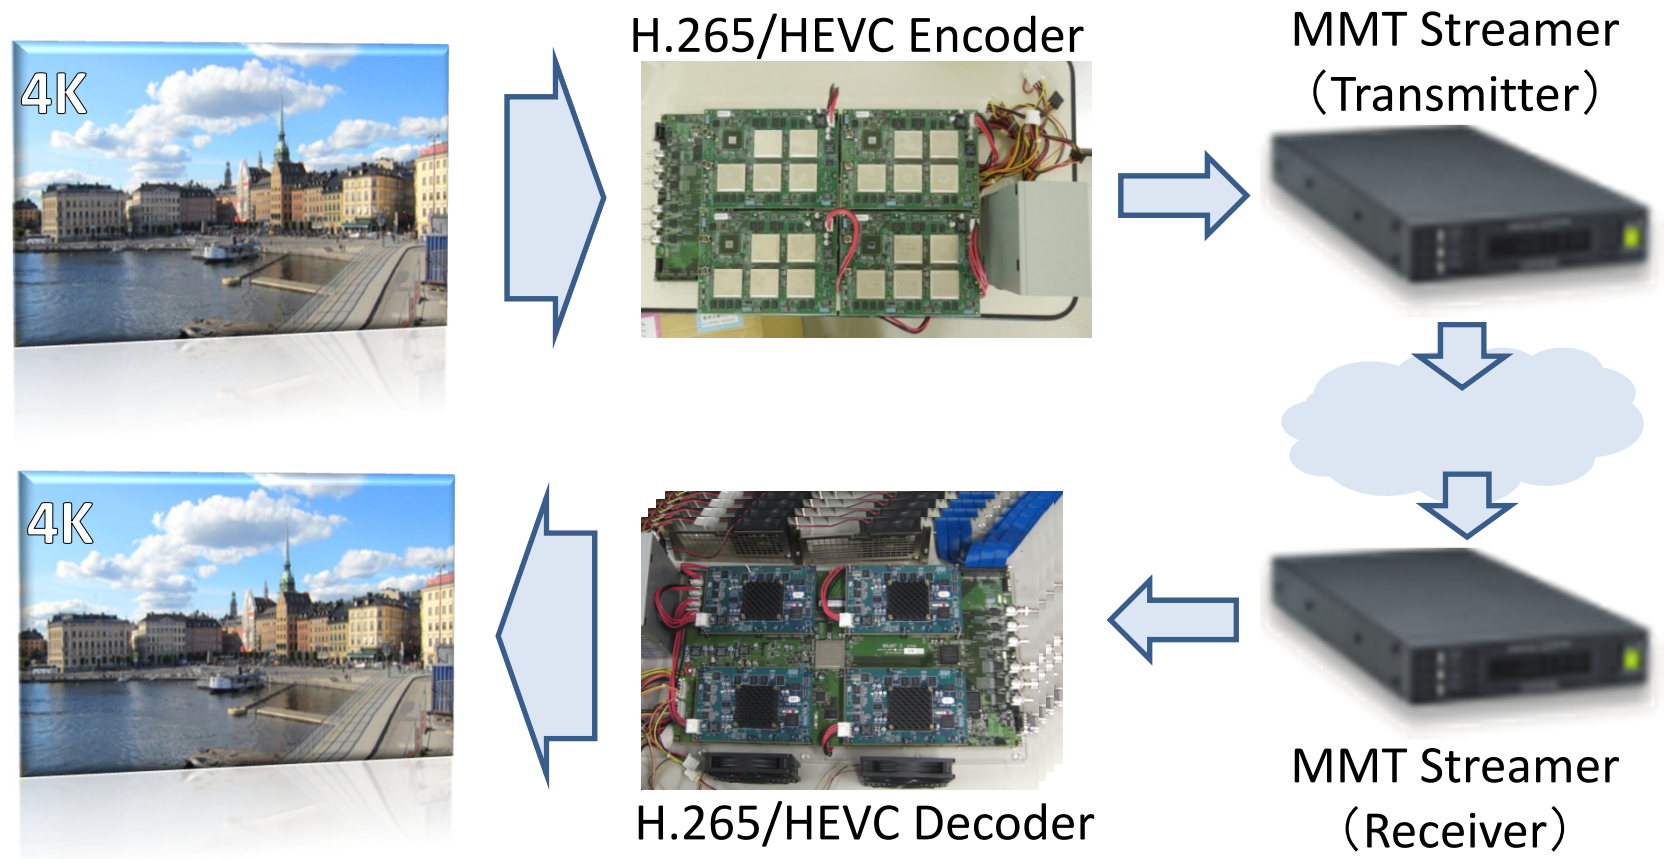 4K
H.265/HEVC Encoder
MMT Streamer
（Transmitter）
4K
H.265/HEVC Decoder
MMT Streamer
（Receiver）